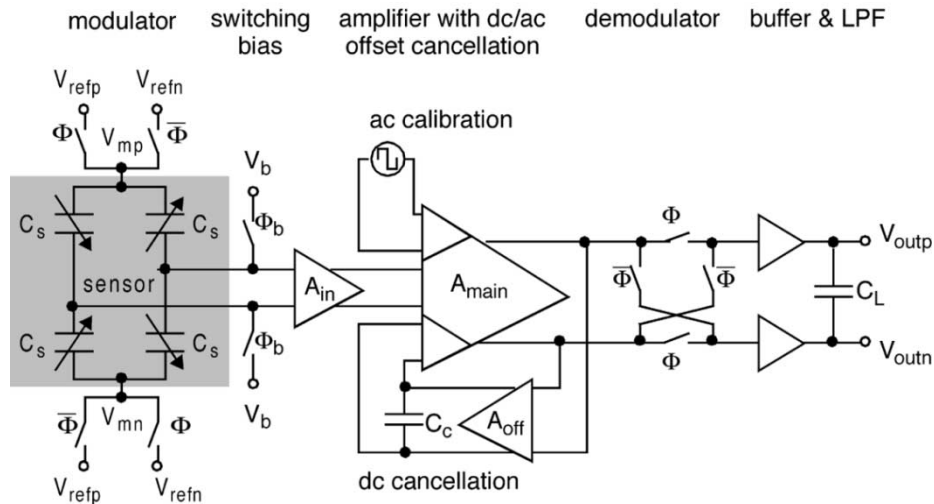 modulator
switching bias
amplifier with dc/ac offset cancellation
demodulator
buffer & LPF
V_refp
V_refn
Φ
V_mp
Φ̅
ac calibration
V_b
Φ_b
C_s
C_s
sensor
A_in
A_main
Φ
Φ̅
Φ̅
V_outp
C_L
C_s
C_s
Φ_b
V_b
Φ
V_outn
Φ̅
V_mn
Φ
C_c
A_off
V_refp
V_refn
dc cancellation